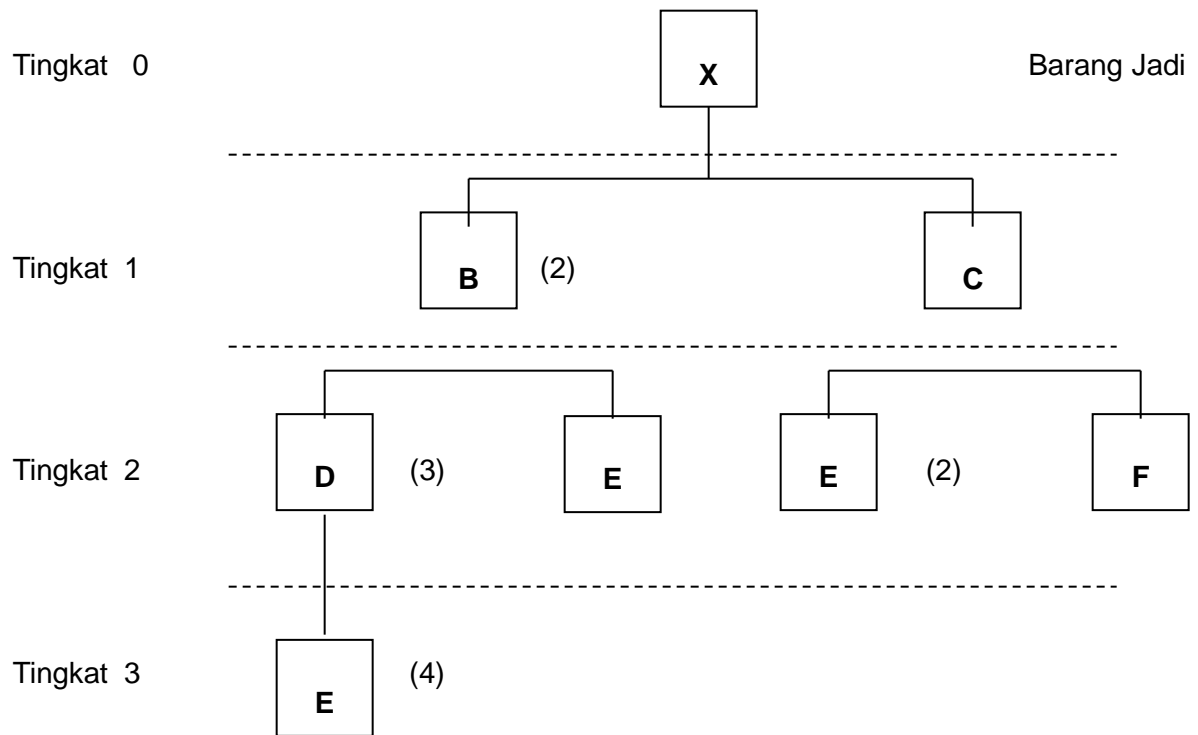 Tingkat 0 X Barang Jadi
Tingkat 1 B (2) C
Tingkat 2 D (3) E E (2) F
Tingkat 3 E (4)